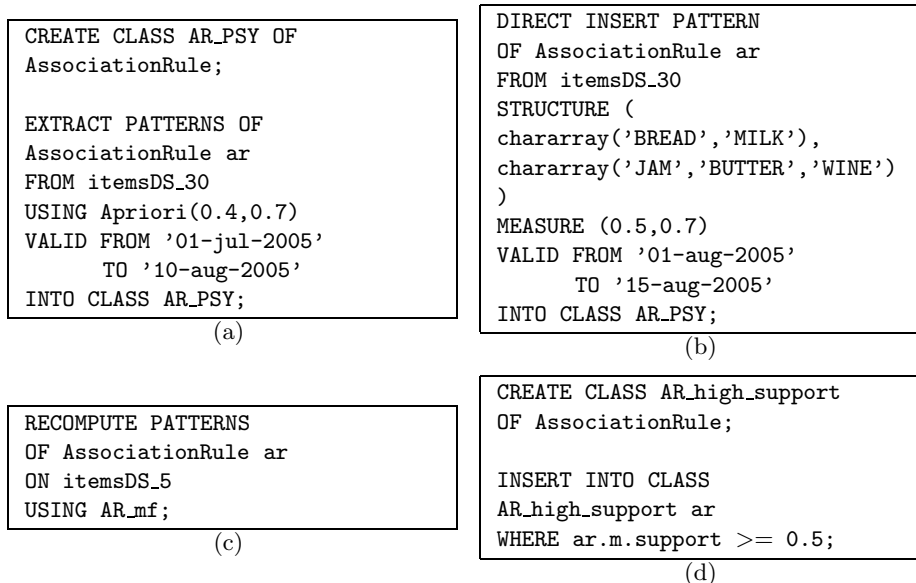 CREATE CLASS AR_PSY OF
AssociationRule;
EXTRACT PATTERNS OF
AssociationRule ar
FROM itemsDS_30
USING Apriori(0.4,0.7)
VALID FROM '01-jul-2005'
TO '10-aug-2005'
INTO CLASS AR_PSY;
(a)
DIRECT INSERT PATTERN
OF AssociationRule ar
FROM itemsDS_30
STRUCTURE (
chararray('BREAD','MILK'),
chararray('JAM','BUTTER','WINE')
)
MEASURE (0.5,0.7)
VALID FROM '01-aug-2005'
TO '15-aug-2005'
INTO CLASS AR_PSY;
(b)
RECOMPUTE PATTERNS
OF AssociationRule ar
ON itemsDS_5
USING AR_mf;
(c)
CREATE CLASS AR_high_support
OF AssociationRule;
INSERT INTO CLASS
AR_high_support ar
WHERE ar.m.support >= 0.5;
(d)